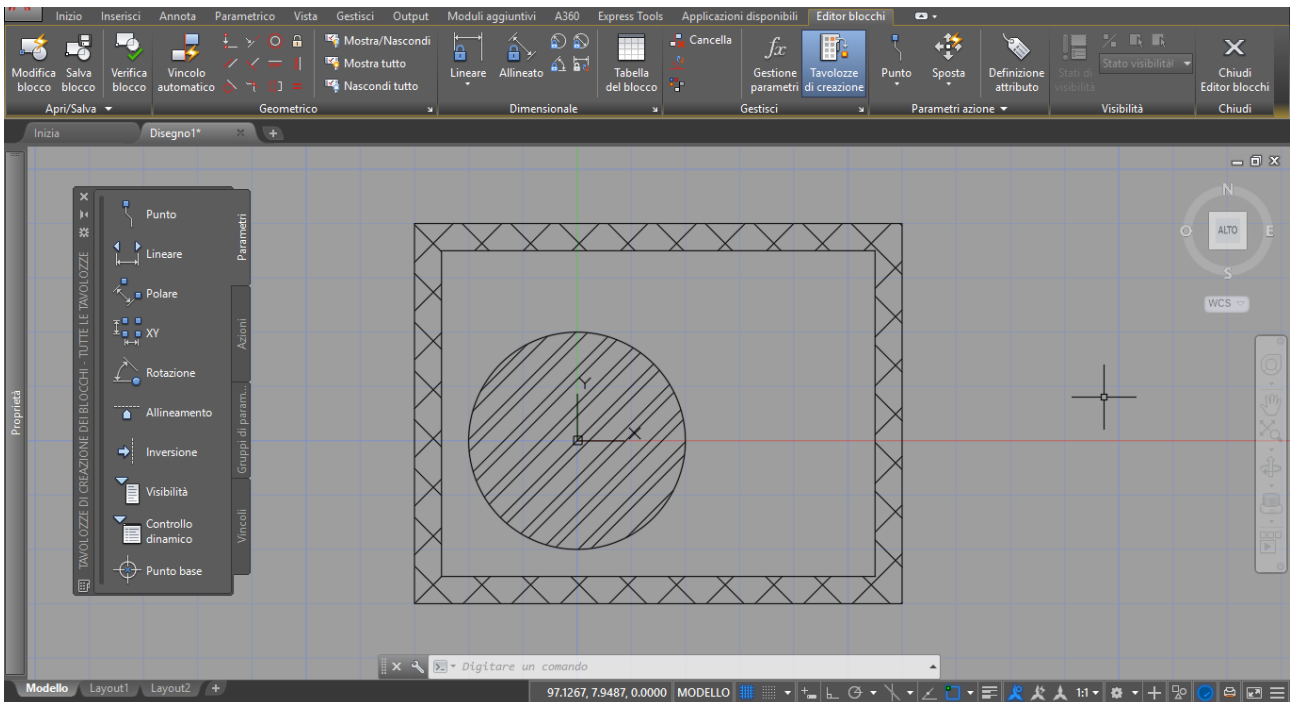 Inizio Inserisci Annota Parametrico Vista Gestisci Output Moduli aggiuntivi A360 Express Tools Applicazioni disponibili Editor blocchi
Modifica blocco
Salva blocco
Verifica blocco
Vincolo automatico
Mostra/Nascondi
Mostra tutto
Nascondi tutto
Lineare
Allineato
Tabella del blocco
Cancella
fx
Gestione parametri
Tavolozze di creazione
Punto
Sposta
Definizione attributo
Stati di visibilità
Stato visibilità
Chiudi Editor blocchi
Apri/Salva Geometrico Dimensionale Gestisci Parametri azione Visibilità Chiudi
Inizia Disegno1*
Proprietà
TAVOLOZZE DI CREAZIONE DEI BLOCCHI - TUTTE LE TAVOLOZZE
Punto
Lineare
Polare
XY
Rotazione
Allineamento
Inversione
Visibilità
Controllo
dinamico
Punto base
Parametri
Azioni
Gruppi di param...
Vincoli
Y
X
N
O ALTO E
S
WCS
Digitare un comando
Modello Layout1 Layout2 +
97.1267, 7.9487, 0.0000 MODELLO 1:1